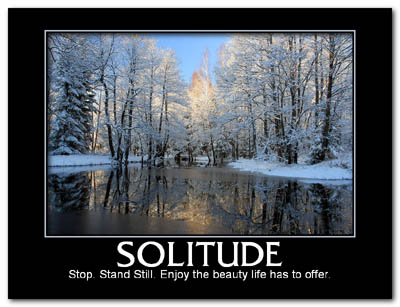 SOLITUDE
Stop. Stand Still. Enjoy the beauty life has to offer.